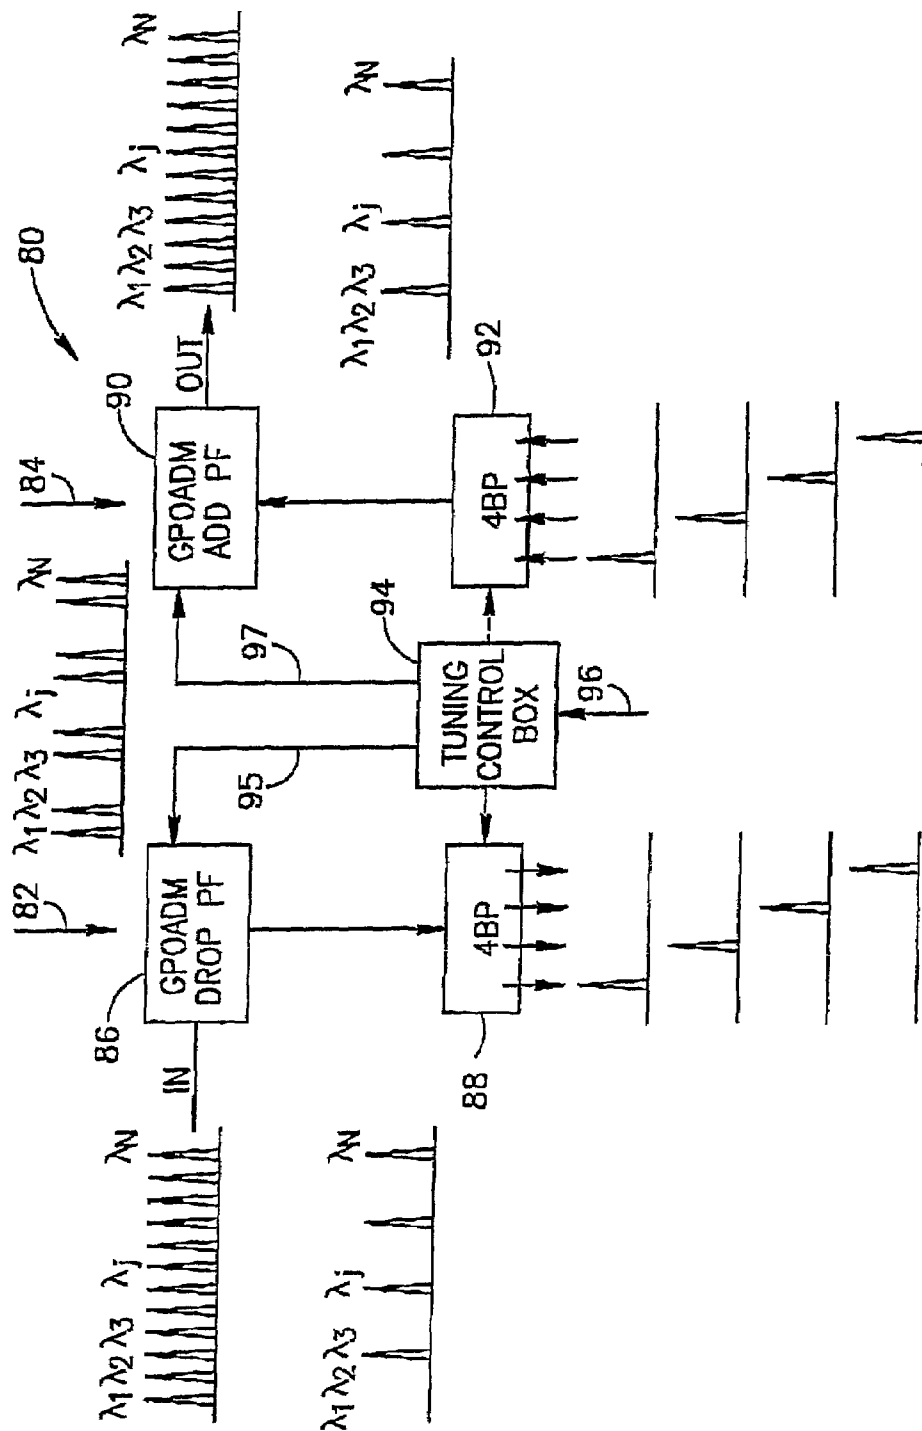 80
82
84
λ1 λ2 λ3 λj λN
λ1 λ2 λ3 λj λN
λ1 λ2 λ3 λj λN
IN
86
GPOADM
DROP PF
90
GPOADM
ADD PF
OUT
95
97
λ1 λ2 λ3 λj λN
λ1 λ2 λ3 λj λN
88
4BP
94
TUNING
CONTROL
BOX
96
92
4BP